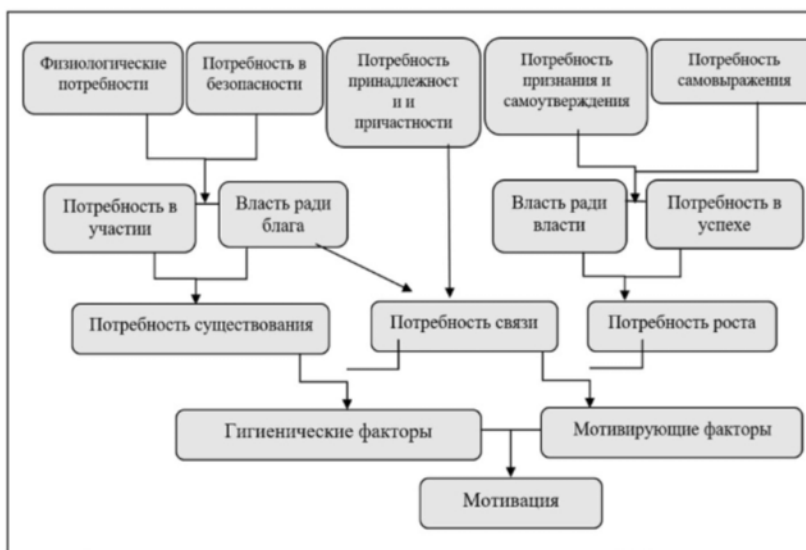 Физиологические
потребности
Потребность в
безопасности
Потребность
принадлежност
и и
причастности
Потребность
признания и
самоутверждения
Потребность
самовыражения
Потребность в
участии
Власть ради
блага
Власть ради
власти
Потребность в
успехе
Потребность существования
Потребность связи
Потребность роста
Гигиенические факторы
Мотивирующие факторы
Мотивация